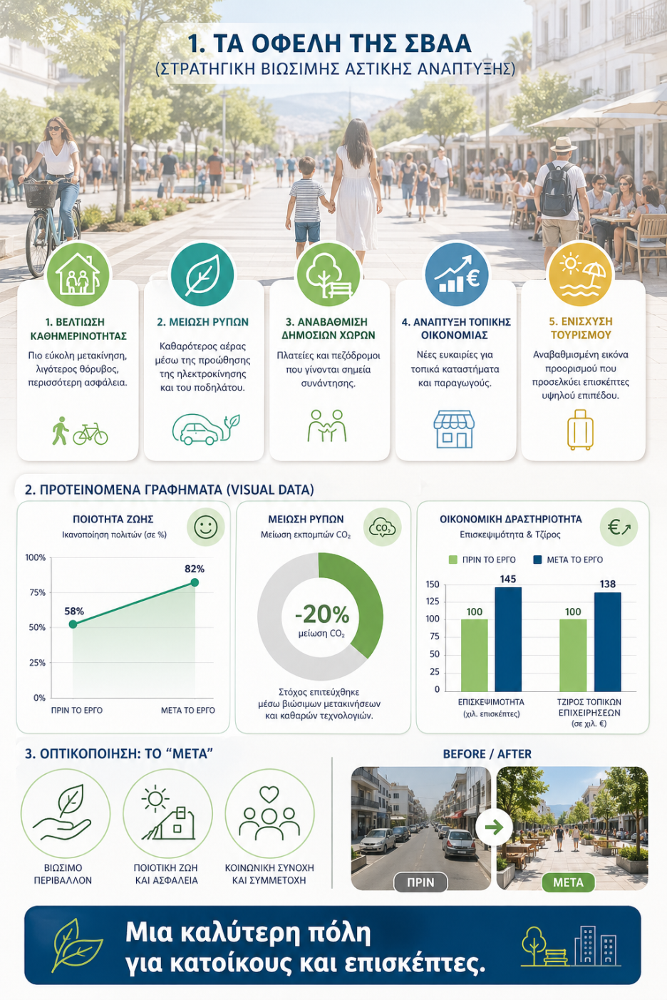 1. ΤΑ ΟΦΕΛΗ ΤΗΣ ΣΒΑΑ
(ΣΤΡΑΤΗΓΙΚΗ ΒΙΩΣΙΜΗΣ ΑΣΤΙΚΗΣ ΑΝΑΠΤΥΞΗΣ)
1. ΒΕΛΤΙΩΣΗ
ΚΑΘΗΜΕΡΙΝΟΤΗΤΑΣ
Πιο εύκολη μετακίνηση,
λιγότερος θόρυβος,
περισσότερη ασφάλεια.
2. ΜΕΙΩΣΗ ΡΥΠΩΝ
Καθαρότερος αέρας
μέσω της προώθησης
της ηλεκτροκίνησης
και του ποδηλάτου.
3. ΑΝΑΒΑΘΜΙΣΗ
ΔΗΜΟΣΙΩΝ ΧΩΡΩΝ
Πλατείες και πεζόδρομοι
που γίνονται σημεία
συνάντησης.
4. ΑΝΑΠΤΥΞΗ ΤΟΠΙΚΗΣ
ΟΙΚΟΝΟΜΙΑΣ
Νέες ευκαιρίες για
τοπικά καταστήματα
και παραγωγούς.
5. ΕΝΙΣΧΥΣΗ
ΤΟΥΡΙΣΜΟΥ
Αναβαθμισμένη εικόνα
προορισμού που
προσελκύει επισκέπτες
υψηλού επιπέδου.
€
2. ΠΡΟΤΕΙΝΟΜΕΝΑ ΓΡΑΦΗΜΑΤΑ (VISUAL DATA)
ΠΟΙΟΤΗΤΑ ΖΩΗΣ
Ικανοποίηση πολιτών (σε %)
100%
75%
50%
25%
0%
58%
82%
ΠΡΙΝ ΤΟ ΕΡΓΟ
ΜΕΤΑ ΤΟ ΕΡΓΟ
ΜΕΙΩΣΗ ΡΥΠΩΝ
Μείωση εκπομπών CO₂
CO₂
-20%
μείωση CO₂
Στόχος επιτεύχθηκε
μέσω βιώσιμων μετακινήσεων
και καθαρών τεχνολογιών.
ΟΙΚΟΝΟΜΙΚΗ ΔΡΑΣΤΗΡΙΟΤΗΤΑ
Επισκεψιμότητα & Τζίρος
€
ΠΡΙΝ ΤΟ ΕΡΓΟ
ΜΕΤΑ ΤΟ ΕΡΓΟ
150
125
100
75
50
25
0
100
145
100
138
ΕΠΙΣΚΕΨΙΜΟΤΗΤΑ
(χιλ. επισκέπτες)
ΤΖΙΡΟΣ ΤΟΠΙΚΩΝ
ΕΠΙΧΕΙΡΗΣΕΩΝ
(σε χιλ. €)
3. ΟΠΤΙΚΟΠΟΙΗΣΗ: ΤΟ “ΜΕΤΑ”
ΒΙΩΣΙΜΟ
ΠΕΡΙΒΑΛΛΟΝ
ΠΟΙΟΤΙΚΗ ΖΩΗ
ΚΑΙ ΑΣΦΑΛΕΙΑ
ΚΟΙΝΩΝΙΚΗ ΣΥΝΟΧΗ
ΚΑΙ ΣΥΜΜΕΤΟΧΗ
BEFORE / AFTER
ΠΡΙΝ
ΜΕΤΑ
Μια καλύτερη πόλη
για κατοίκους και επισκέπτες.